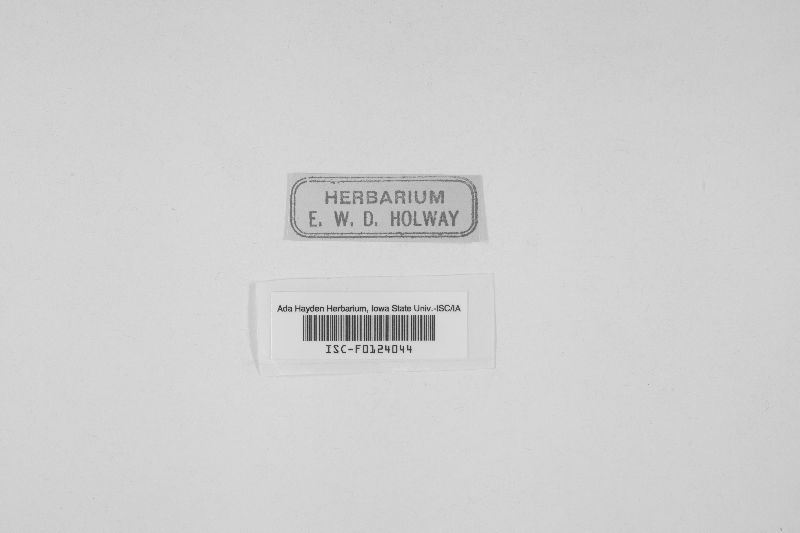 HERBARIUM
E. W. D. HOLWAY
Ada Hayden Herbarium, Iowa State Univ.-ISC/IA
ISC-F0124044